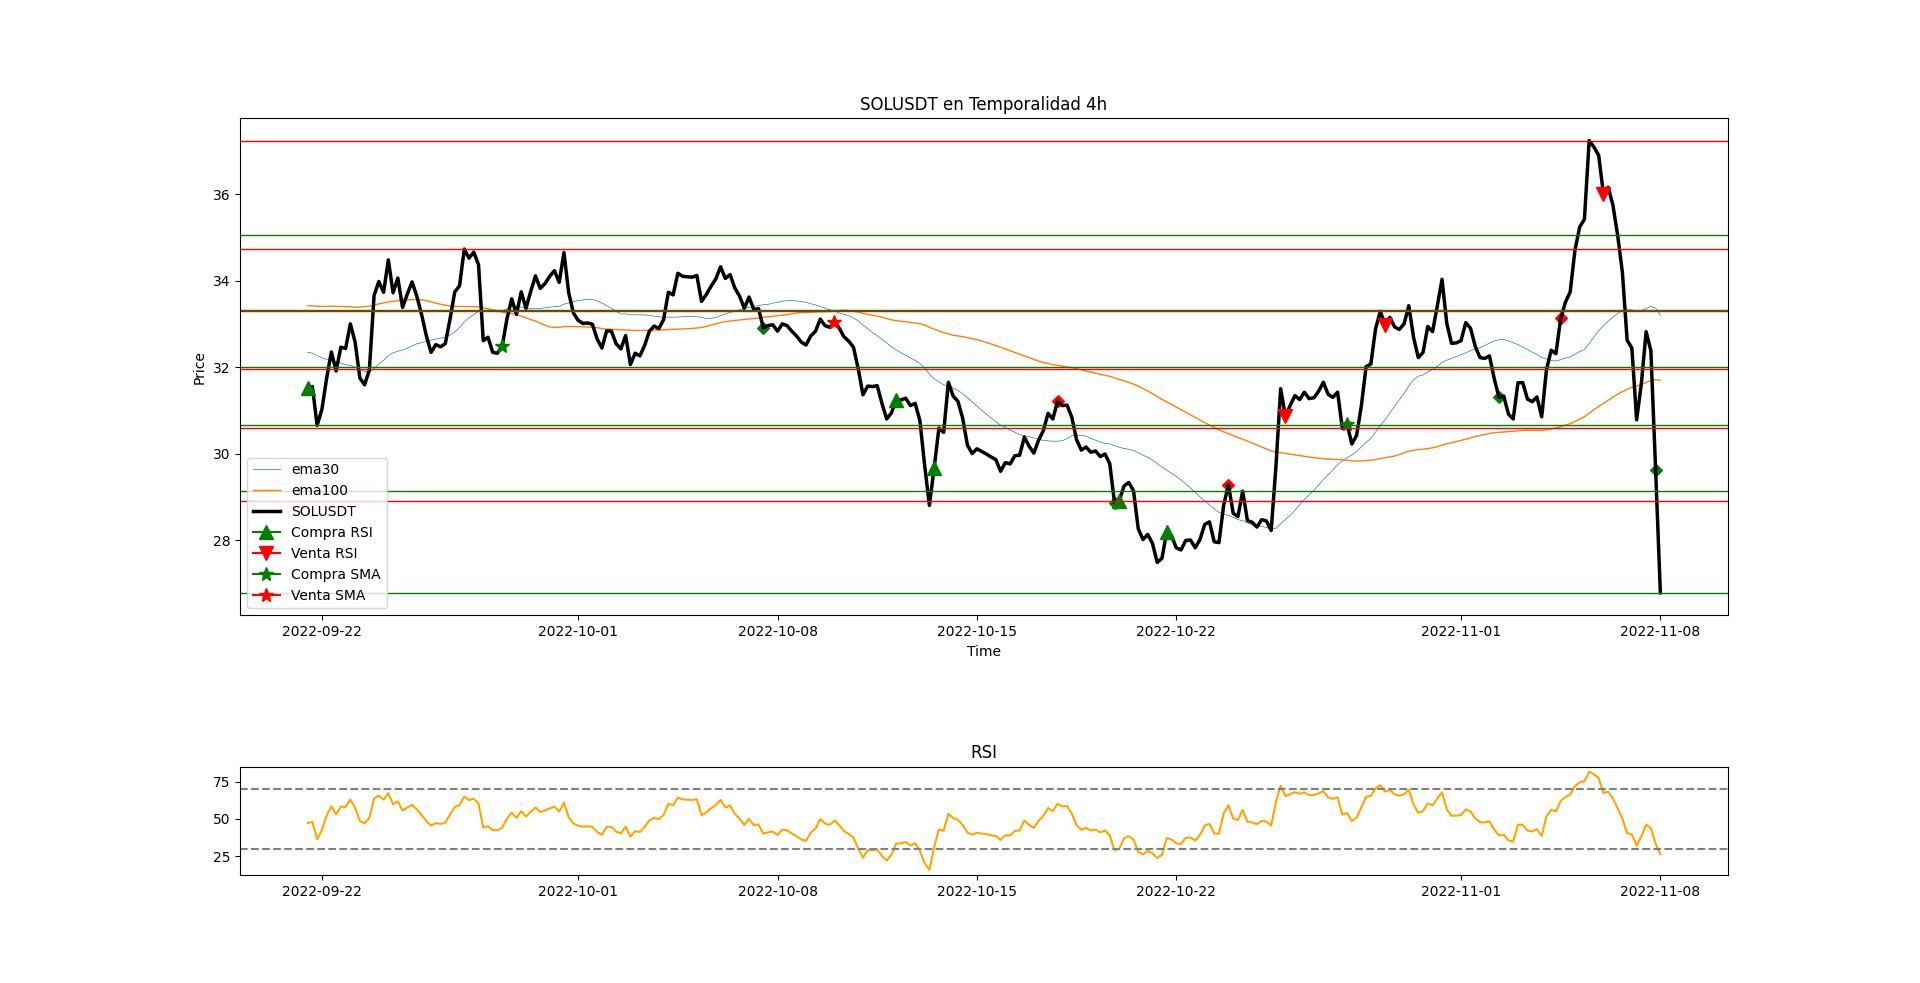 SOLUSDT en Temporalidad 4h
Price
36
34
32
30
28
ema30
ema100
SOLUSDT
Compra RSI
Venta RSI
Compra SMA
Venta SMA
2022-09-22 2022-10-01 2022-10-08 2022-10-15 2022-10-22 2022-11-01 2022-11-08
Time
RSI
75
50
25
2022-09-22 2022-10-01 2022-10-08 2022-10-15 2022-10-22 2022-11-01 2022-11-08